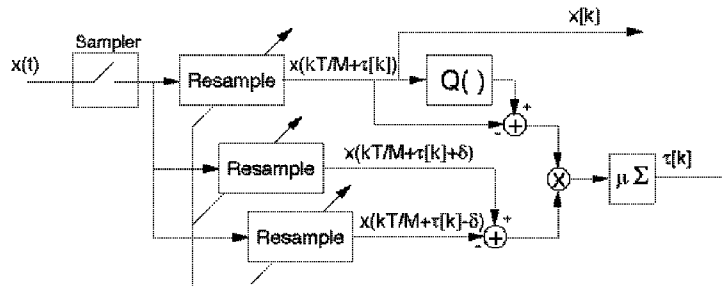 x[k]
Sampler
x(t)
Resample
x(kT/M+τ[k])
Q( )
+
-
+
Resample
x(kT/M+τ[k]+δ)
X
μ Σ
τ[k]
Resample
x(kT/M+τ[k]-δ)
+
-
+